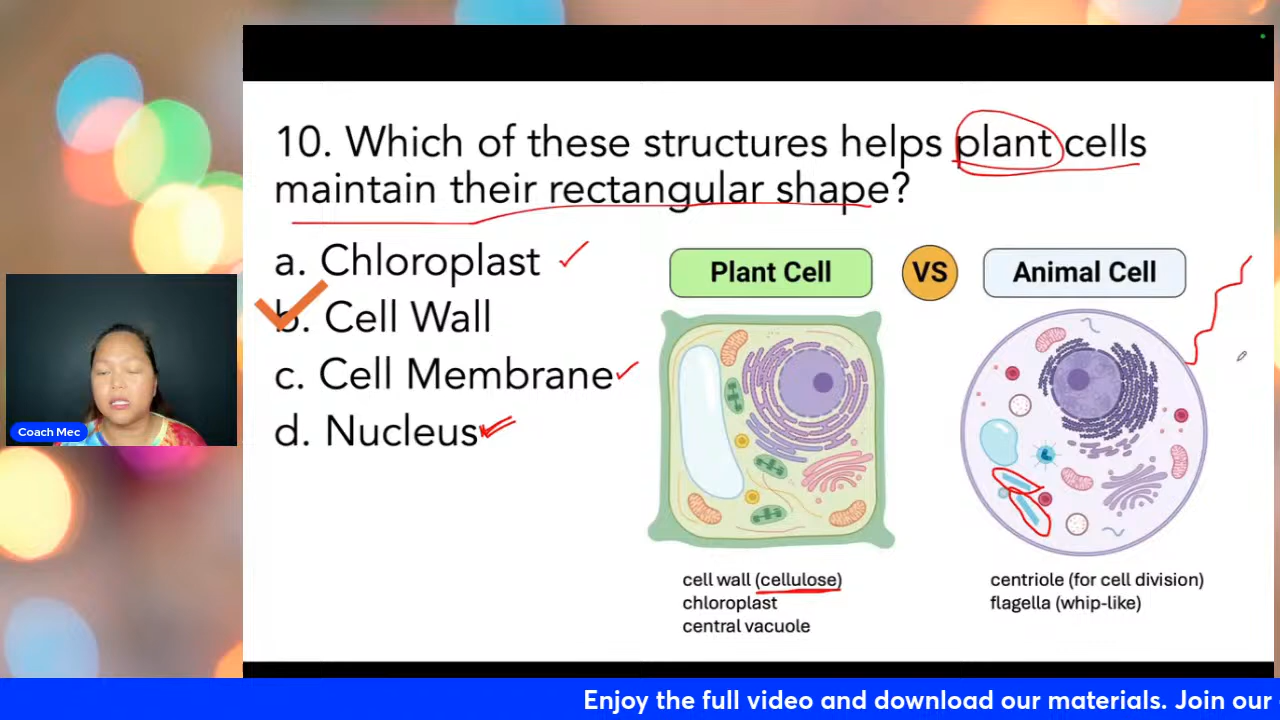 10. Which of these structures helps plant cells
maintain their rectangular shape?
a. Chloroplast
b. Cell Wall
c. Cell Membrane
d. Nucleus
Plant Cell
VS
Animal Cell
cell wall (cellulose)
chloroplast
central vacuole
centriole (for cell division)
flagella (whip-like)
Coach Mec
Enjoy the full video and download our materials. Join our